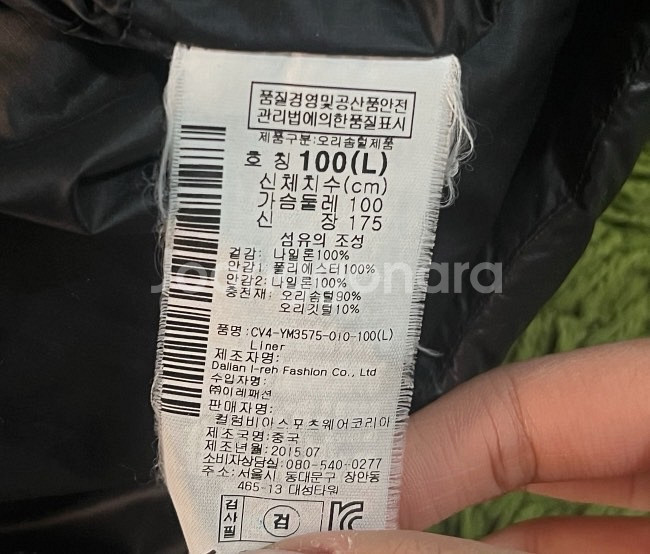 품질경영및공산품안전
관리법에의한품질표시
제품구분:오리솜털제품
호 칭 100(L)
신체치수(cm)
가슴둘레 100
신 장 175
섬유의 조성
겉감: 나일론100%
안감1: 폴리에스터100%
안감2:나일론100%
충전재: 오리솜털90%
오리깃털10%
품명:CV4-YM3575-010-100(L)
Liner
제조자명:
Dalian I-reh Fashion Co., Ltd
수입자명:
㈜이레패션
판매자명:
컬럼비아스포츠웨어코리아
제조국명:중국
제조년월:2015.07
소비자상담실:080-540-0277
주소:서울시 동대문구 장안동
465-13 대성타워
검사필
검